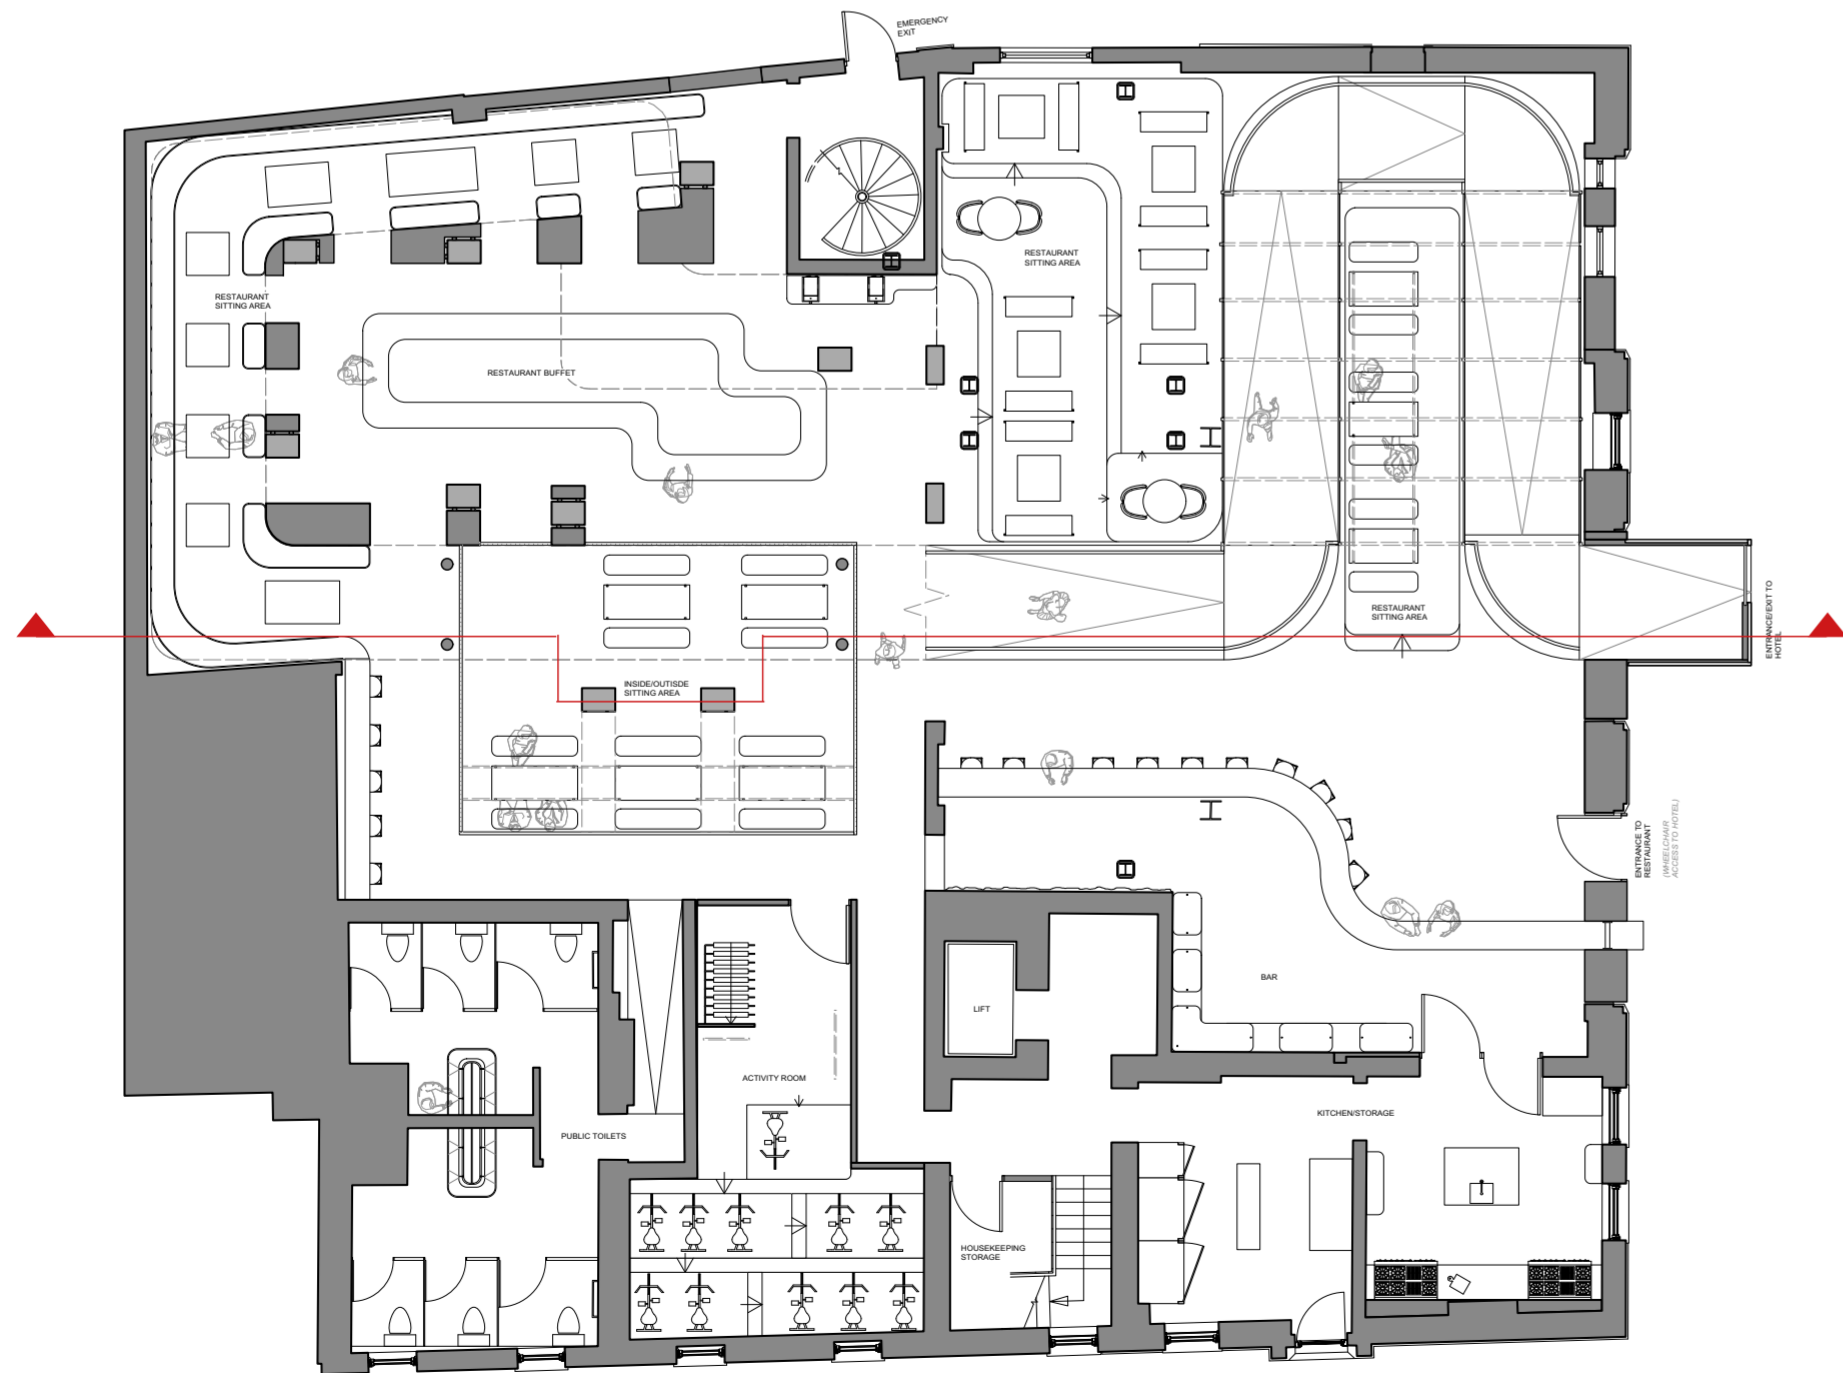 EMERGENCY
EXIT
RESTAURANT
SITTING AREA
RESTAURANT
SITTING AREA
RESTAURANT BUFFET
RESTAURANT
SITTING AREA
ENTRANCE/EXIT TO
HOTEL
INSIDE/OUTISDE
SITTING AREA
ENTRANCE TO
RESTAURANT
(WHEELCHAIR
ACCESS TO HOTEL)
BAR
LIFT
ACTIVITY ROOM
KITCHEN/STORAGE
PUBLIC TOILETS
HOUSEKEEPING
STORAGE